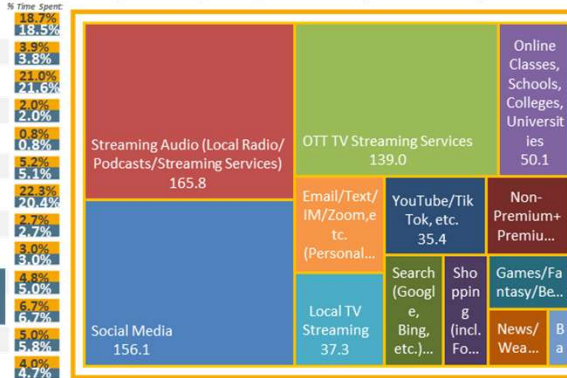 % Time Spent:
18.7%
18.5%
3.9%
3.8%
21.0%
21.6%
2.0%
2.0%
0.8%
0.8%
5.2%
5.1%
22.3%
20.4%
2.7%
2.7%
3.0%
3.0%
4.8%
5.0%
6.7%
6.7%
5.0%
5.8%
4.0%
4.7%
Streaming Audio (Local Radio/
Podcasts/Streaming Services)
165.8
Social Media
156.1
OTT TV Streaming Services
139.0
Online
Classes,
Schools,
Colleges,
Universit
ies
50.1
Email/Text/
IM/Zoom,e
tc.
(Personal...
YouTube/Tik
Tok, etc.
35.4
Non-
Premium+
Premiu...
Local TV
Streaming
37.3
Search
(Googl
e,
Bing,
etc.)...
Sho
ppin
g
(incl.
Fo...
Games/Fa
ntasy/Be...
News/
Wea...
B
a